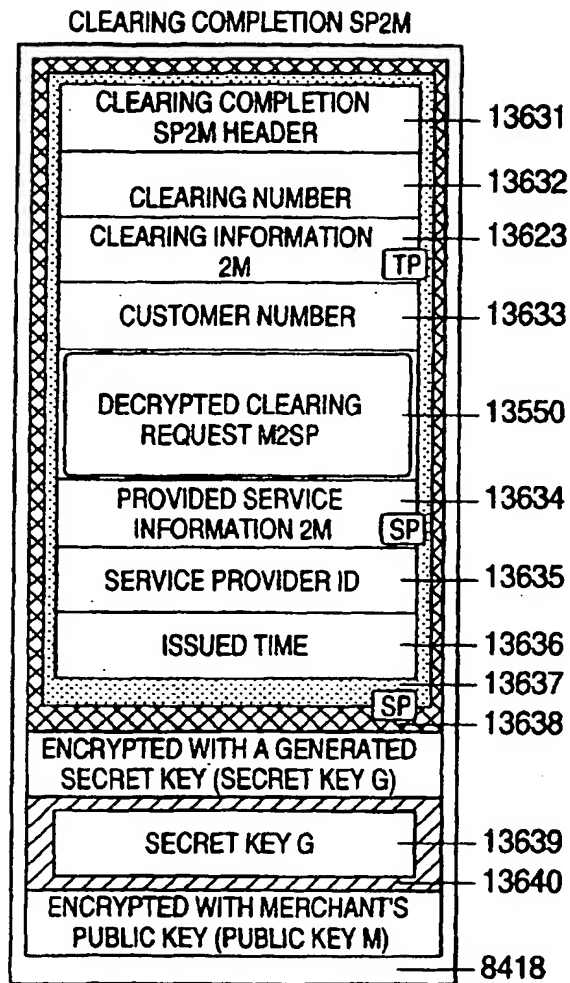 CLEARING COMPLETION SP2M
CLEARING COMPLETION
SP2M HEADER
13631
CLEARING NUMBER
13632
CLEARING INFORMATION
2M
TP
13623
CUSTOMER NUMBER
13633
DECRYPTED CLEARING
REQUEST M2SP
13550
PROVIDED SERVICE
INFORMATION 2M
SP
13634
SERVICE PROVIDER ID
13635
ISSUED TIME
13636
13637
SP
13638
ENCRYPTED WITH A GENERATED
SECRET KEY (SECRET KEY G)
SECRET KEY G
13639
13640
ENCRYPTED WITH MERCHANT'S
PUBLIC KEY (PUBLIC KEY M)
8418